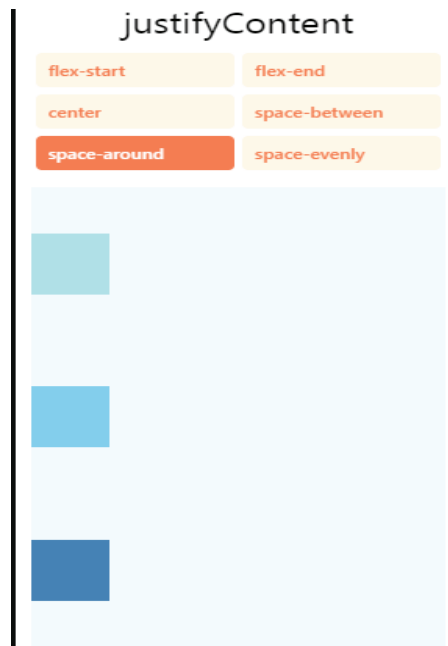 justifyContent
flex-start flex-end
center space-between
space-around space-evenly